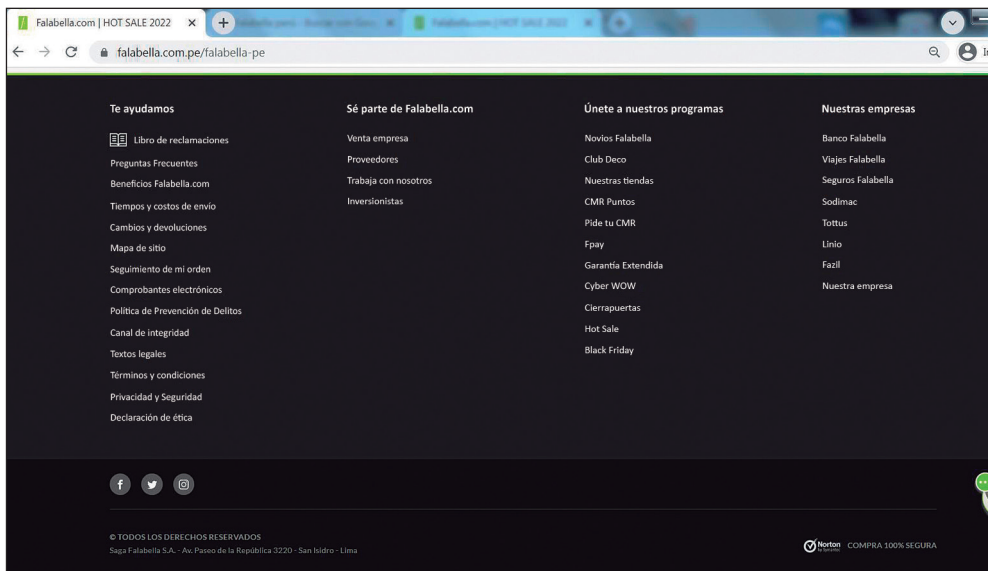 Falabella.com | HOT SALE 2022
falabella.com.pe/falabella-pe
Te ayudamos
Libro de reclamaciones
Preguntas Frecuentes
Beneficios Falabella.com
Tiempos y costos de envío
Cambios y devoluciones
Mapa de sitio
Seguimiento de mi orden
Comprobantes electrónicos
Política de Prevención de Delitos
Canal de integridad
Textos legales
Términos y condiciones
Privacidad y Seguridad
Declaración de ética
Sé parte de Falabella.com
Venta empresa
Proveedores
Trabaja con nosotros
Inversionistas
Únete a nuestros programas
Novios Falabella
Club Deco
Nuestras tiendas
CMR Puntos
Pide tu CMR
Fpay
Garantía Extendida
Cyber WOW
Cierrapuertas
Hot Sale
Black Friday
Nuestras empresas
Banco Falabella
Viajes Falabella
Seguros Falabella
Sodimac
Tottus
Linio
Fazil
Nuestra empresa
© TODOS LOS DERECHOS RESERVADOS
Saga Falabella S.A. - Av. Paseo de la República 3220 - San Isidro - Lima
Norton
COMPRA 100% SEGURA